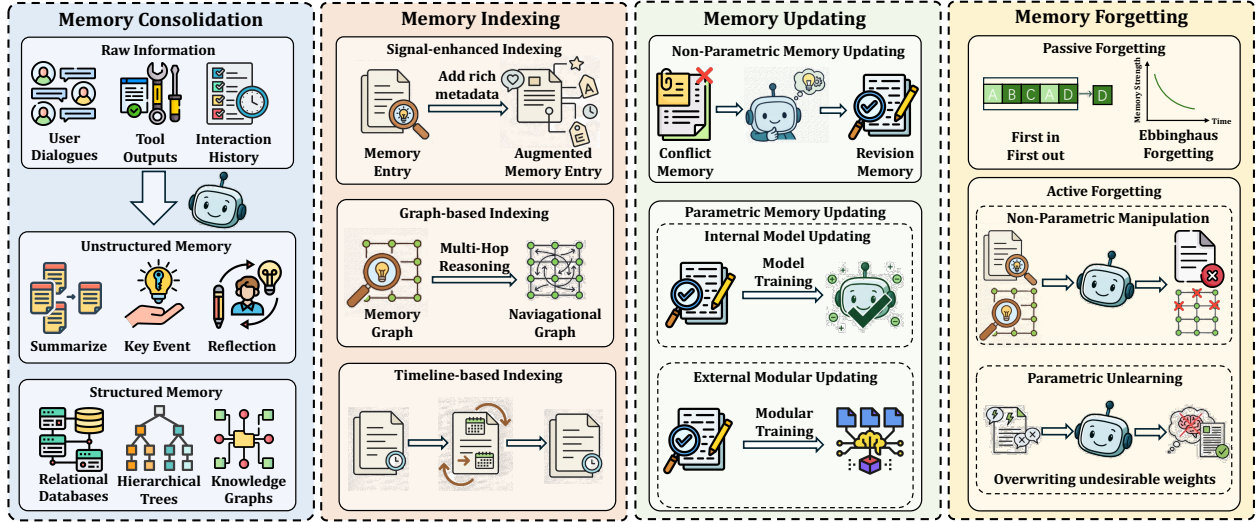 Memory Consolidation
Raw Information
User
Dialogues
Tool
Outputs
Interaction
History
Unstructured Memory
Summarize
Key Event
Reflection
Structured Memory
Relational
Databases
Hierarchical
Trees
Knowledge
Graphs
Memory Indexing
Signal-enhanced Indexing
Add rich
metadata
A
Memory
Entry
Augmented
Memory Entry
Graph-based Indexing
Multi-Hop
Reasoning
Memory
Graph
Naviagational
Graph
Timeline-based Indexing
Memory Updating
Non-Parametric Memory Updating
Conflict
Memory
Revision
Memory
Parametric Memory Updating
Internal Model Updating
Model
Training
External Modular Updating
Modular
Training
Memory Forgetting
Passive Forgetting
A B C A D D
First in
First out
Memory Strength
Time
Ebbinghaus
Forgetting
Active Forgetting
Non-Parametric Manipulation
Parametric Unlearning
Overwriting undesirable weights